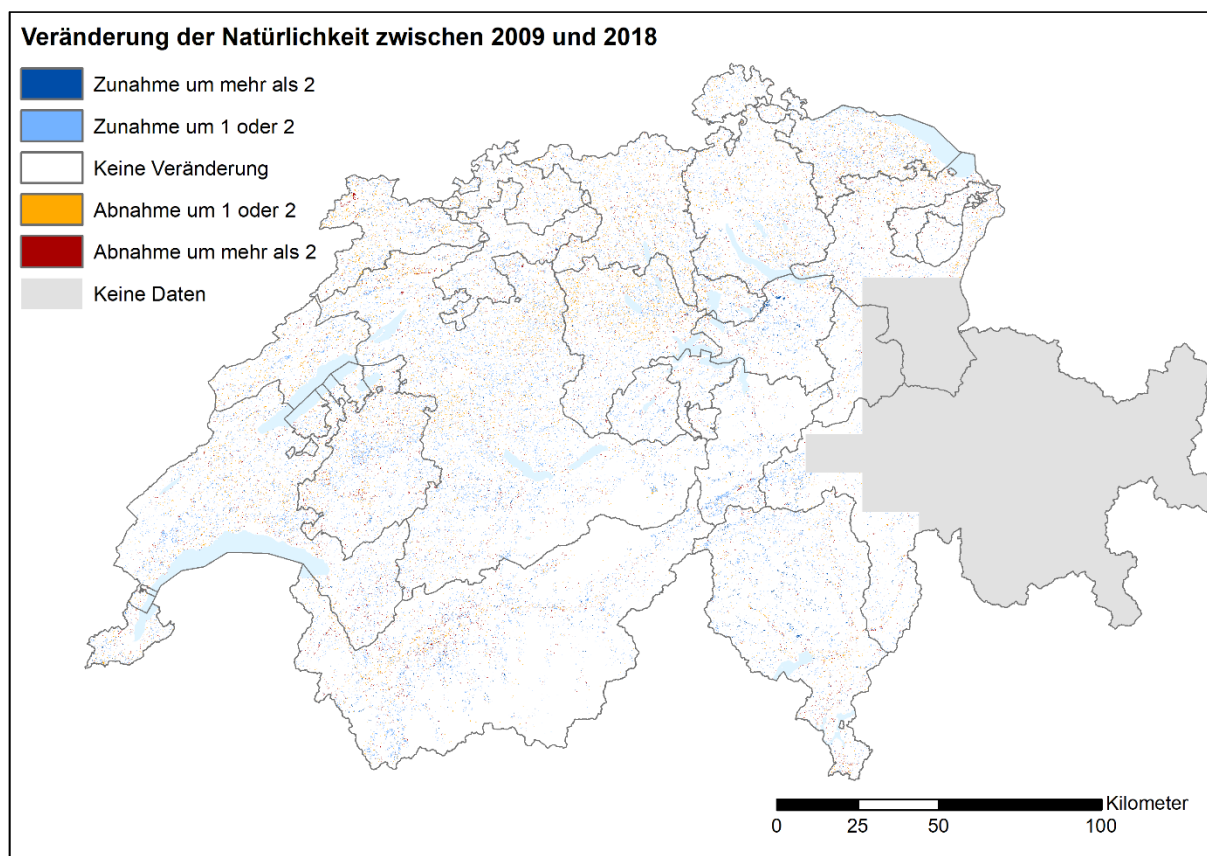 Veränderung der Natürlichkeit zwischen 2009 und 2018
Zunahme um mehr als 2
Zunahme um 1 oder 2
Keine Veränderung
Abnahme um 1 oder 2
Abnahme um mehr als 2
Keine Daten
Kilometer
0 25 50 100